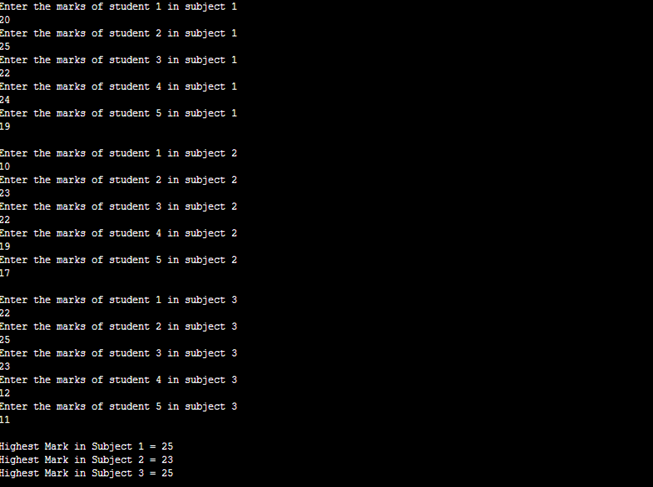 Enter the marks of student 1 in subject 1
20
Enter the marks of student 2 in subject 1
25
Enter the marks of student 3 in subject 1
22
Enter the marks of student 4 in subject 1
24
Enter the marks of student 5 in subject 1
19
Enter the marks of student 1 in subject 2
10
Enter the marks of student 2 in subject 2
23
Enter the marks of student 3 in subject 2
22
Enter the marks of student 4 in subject 2
19
Enter the marks of student 5 in subject 2
17
Enter the marks of student 1 in subject 3
22
Enter the marks of student 2 in subject 3
25
Enter the marks of student 3 in subject 3
23
Enter the marks of student 4 in subject 3
12
Enter the marks of student 5 in subject 3
11
Highest Mark in Subject 1 = 25
Highest Mark in Subject 2 = 23
Highest Mark in Subject 3 = 25